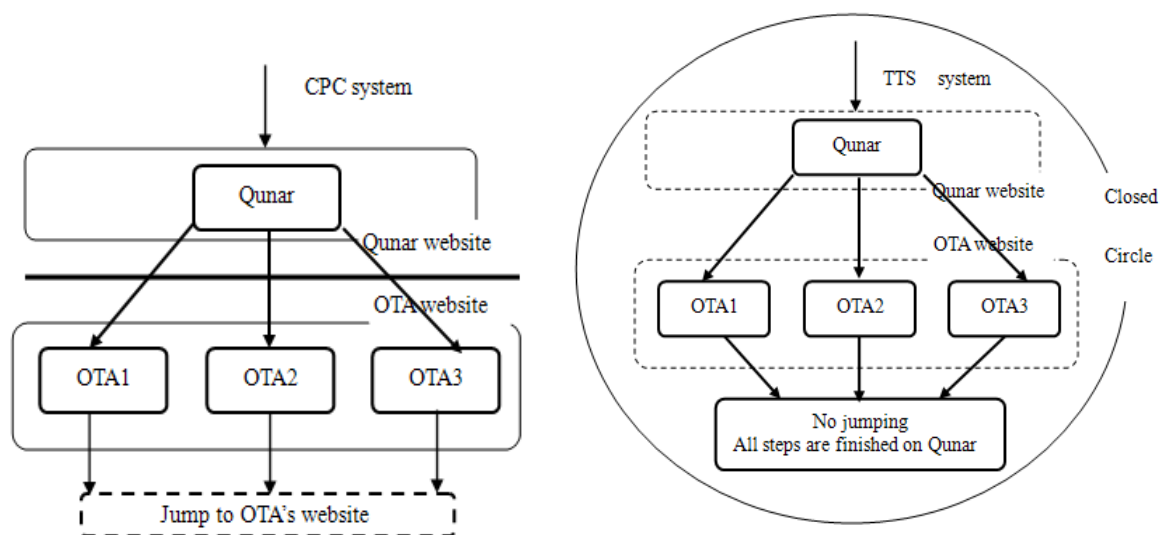 CPC system
Qunar
Qunar website
OTA website
OTA1
OTA2
OTA3
Jump to OTA's website
TTS system
Qunar
Qunar website
Closed
OTA website
Circle
OTA1
OTA2
OTA3
No jumping
All steps are finished on Qunar